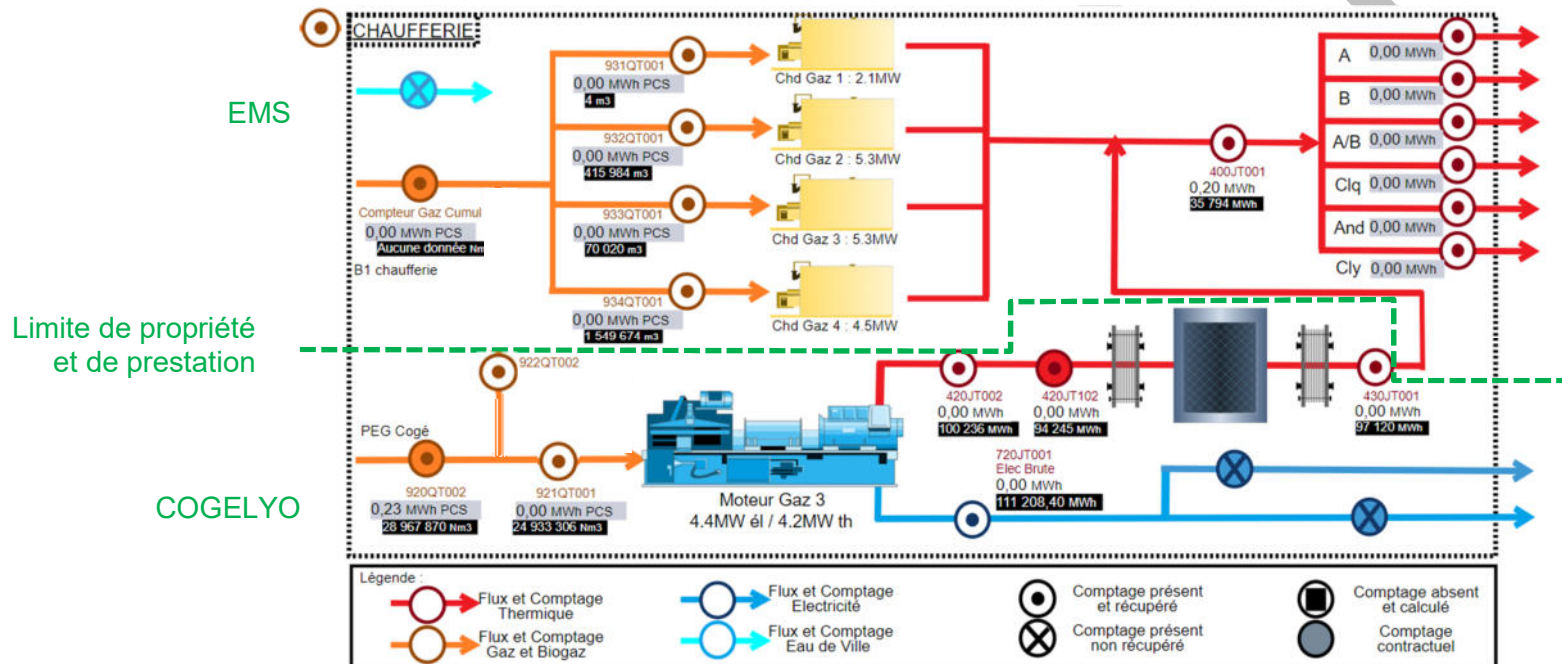 CHAUFFERIE
EMS
931QT001
0,00 MWh PCS
4 m3
Chd Gaz 1 : 2.1MW
932QT001
0,00 MWh PCS
415 984 m3
Chd Gaz 2 : 5.3MW
Compteur Gaz Cumul
0,00 MWh PCS
Aucune donnée Nm
B1 chaufferie
933QT001
0,00 MWh PCS
70 020 m3
Chd Gaz 3 : 5.3MW
934QT001
0,00 MWh PCS
1 549 674 m3
Chd Gaz 4 : 4.5MW
400JT001
0,20 MWh
35 794 MWh
A 0,00 MWh
B 0,00 MWh
A/B 0,00 MWh
Clq 0,00 MWh
And 0,00 MWh
Cly 0,00 MWh
Limite de propriété
et de prestation
922QT002
PEG Cogé
COGELYO
920QT002
0,23 MWh PCS
28 967 870 Nm3
921QT001
0,00 MWh PCS
24 933 306 Nm3
Moteur Gaz 3
4.4MW él / 4.2MW th
420JT002
0,00 MWh
100 236 MWh
420JT102
0,00 MWh
94 245 MWh
430JT001
0,00 MWh
97 120 MWh
720JT001
Elec Brute
0,00 MWh
111 208,40 MWh
Légende :
Flux et Comptage
Thermique
Flux et Comptage
Gaz et Biogaz
Flux et Comptage
Electricité
Flux et Comptage
Eau de Ville
Comptage présent
et récupéré
Comptage présent
non récupéré
Comptage absent
et calculé
Comptage
contractuel